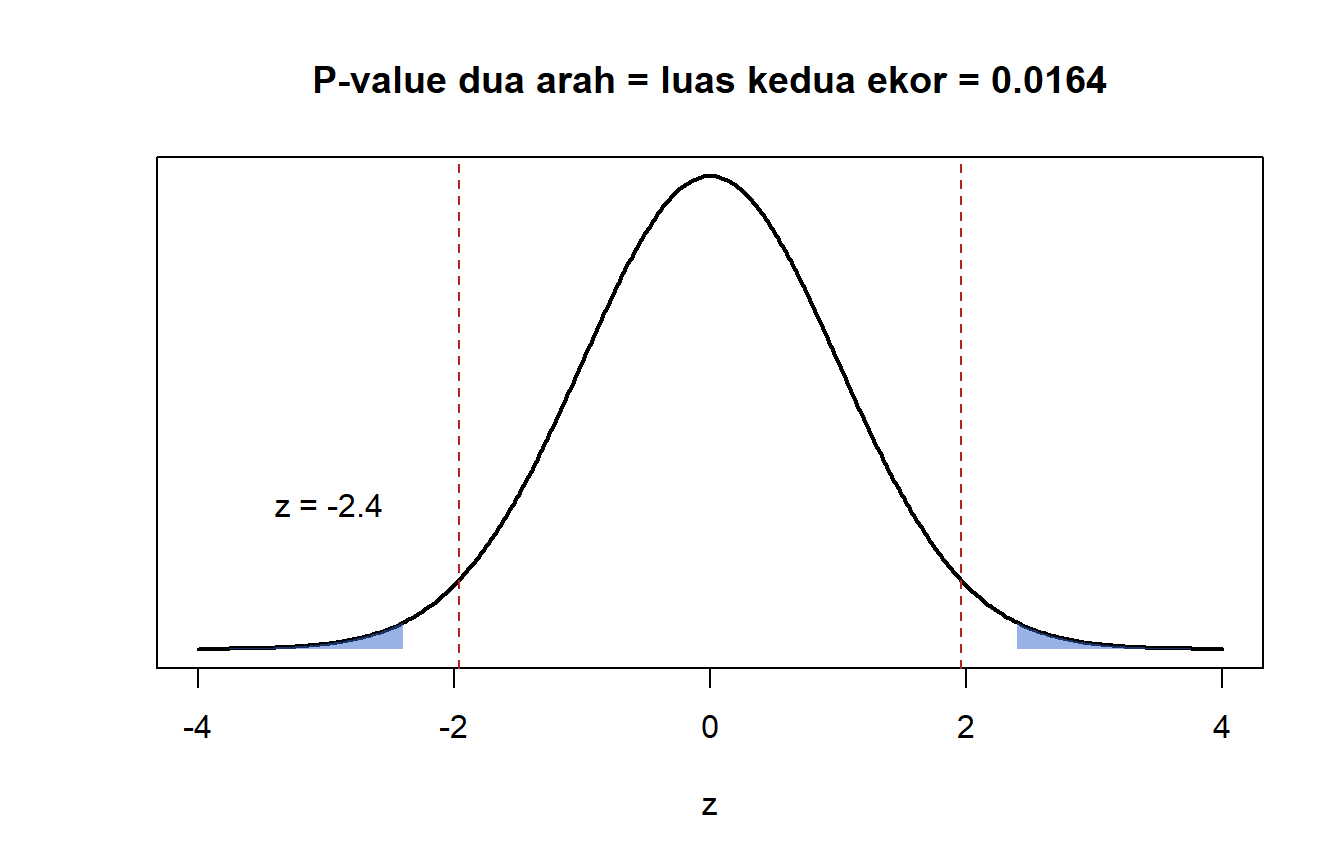 P-value dua arah = luas kedua ekor = 0.0164
z = -2.4
-4 -2 0 2 4
z